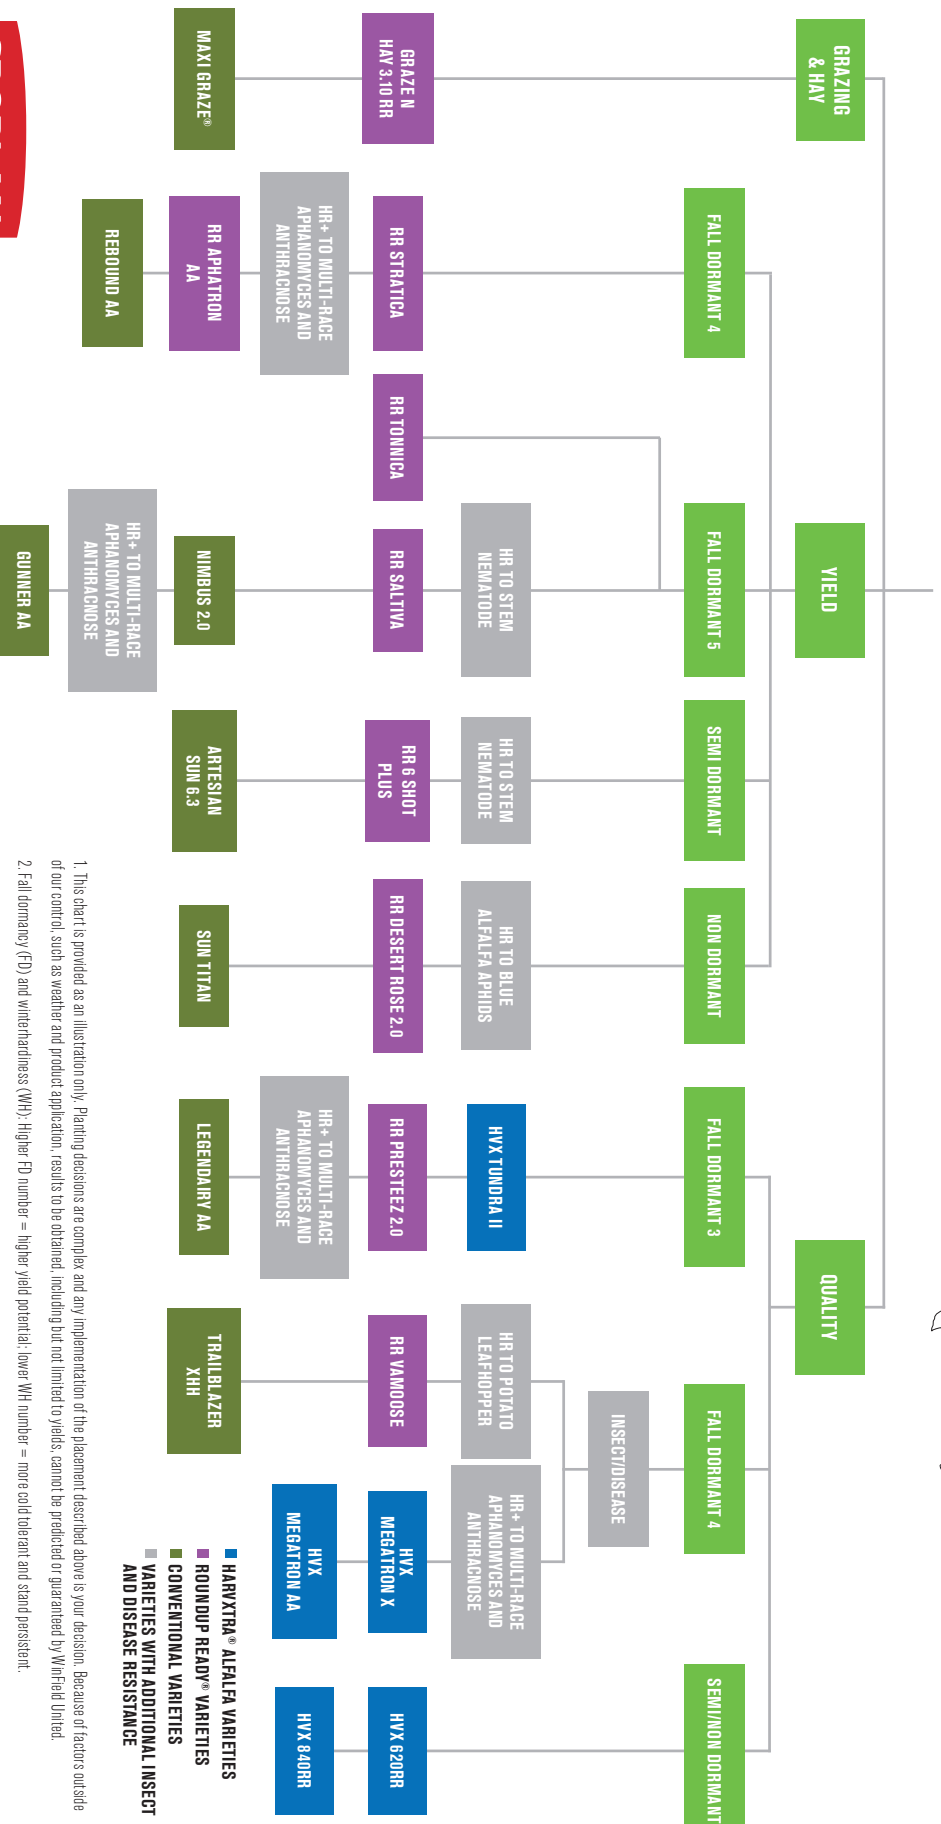 GRAZING
& HAY
YIELD
QUALITY
FALL DORMANT 4
FALL DORMANT 5
SEMI DORMANT
NON DORMANT
FALL DORMANT 3
FALL DORMANT 4
SEMI/NON DORMANT
INSECT/DISEASE
HR TO STEM
NEMATODE
HR TO STEM
NEMATODE
HR TO BLUE
ALFALFA APHIDS
HVX TUNDRA II
HR TO POTATO
LEAFHOPPER
HR+ TO MULTI-RACE
APHANOMYCES AND
ANTHRACNOSE
GRAZE N
HAY 3.10 RR
RR STRATICA
RR TONNICA
RR SALTIVA
RR 6 SHOT
PLUS
RR DESERT ROSE 2.0
RR PRESTEEZ 2.0
RR VAMOOSE
HVX
MEGATRON X
HVX 620RR
HR+ TO MULTI-RACE
APHANOMYCES AND
ANTHRACNOSE
HR+ TO MULTI-RACE
APHANOMYCES AND
ANTHRACNOSE
HVX
MEGATRON AA
HVX 840RR
MAXI GRAZE®
RR APHATRON
AA
NIMBUS 2.0
ARTESIAN
SUN 6.3
SUN TITAN
LEGENDAIRY AA
TRAILBLAZER
XHH
REBOUND AA
HR+ TO MULTI-RACE
APHANOMYCES AND
ANTHRACNOSE
GUNNER AA
HARVXTRA® ALFALFA VARIETIES
ROUNDUP READY® VARIETIES
CONVENTIONAL VARIETIES
VARIETIES WITH ADDITIONAL INSECT
AND DISEASE RESISTANCE
1. This chart is provided as an illustration only. Planting decisions are complex and any implementation of the placement described above is your decision. Because of factors outside
of our control, such as weather and product application, results to be obtained, including but not limited to yields, cannot be predicted or guaranteed by WinField United.
2. Fall dormancy (FD) and winterhardiness (WH): Higher FD number = higher yield potential; lower WH number = more cold tolerant and stand persistent.